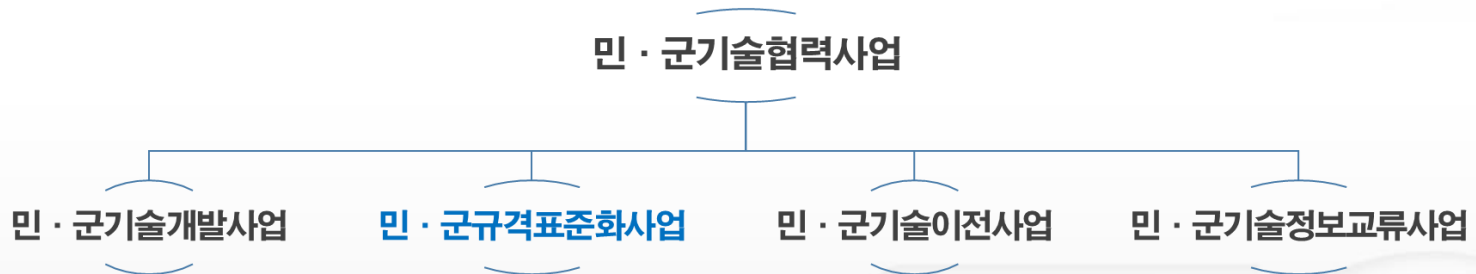 민 · 군기술협력사업
민 · 군기술개발사업
민 · 군규격표준화사업
민 · 군기술이전사업
민 · 군기술정보교류사업